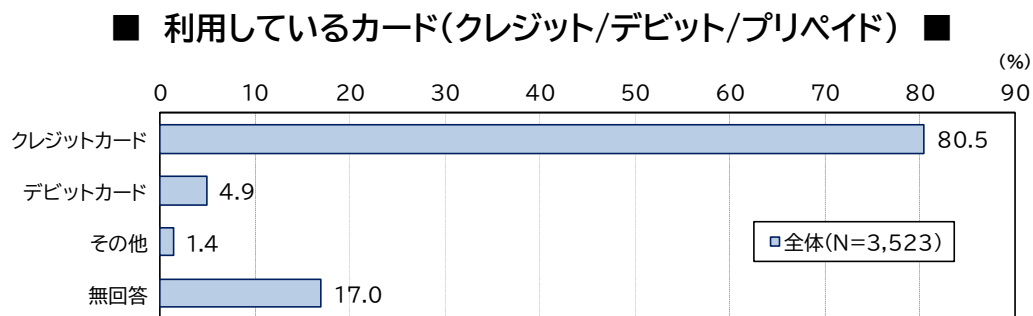 ■ 利用しているカード(クレジット/デビット/プリペイド) ■
(%)
0 10 20 30 40 50 60 70 80 90
クレジットカード 80.5
デビットカード 4.9
その他 1.4
全体(N=3,523)
無回答 17.0